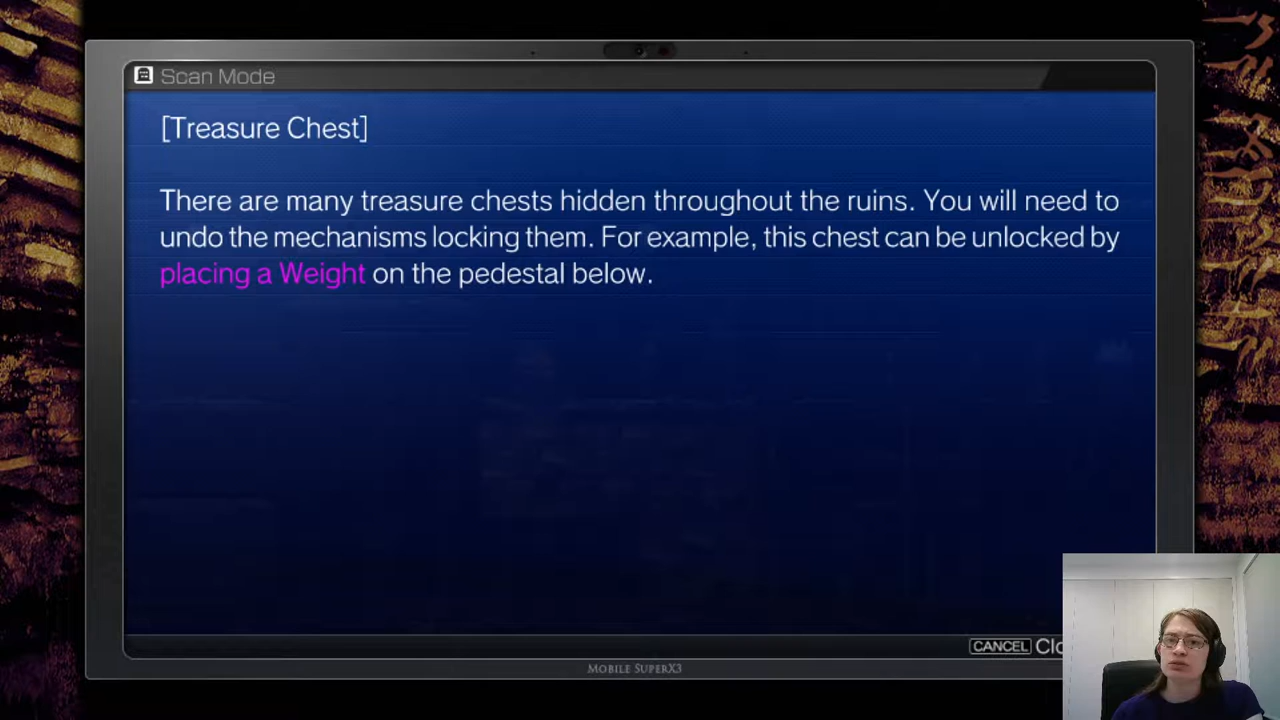 Scan Mode
[Treasure Chest]
There are many treasure chests hidden throughout the ruins. You will need to
undo the mechanisms locking them. For example, this chest can be unlocked by
placing a Weight on the pedestal below.
CANCEL Clo
MOBILE SUPERX3